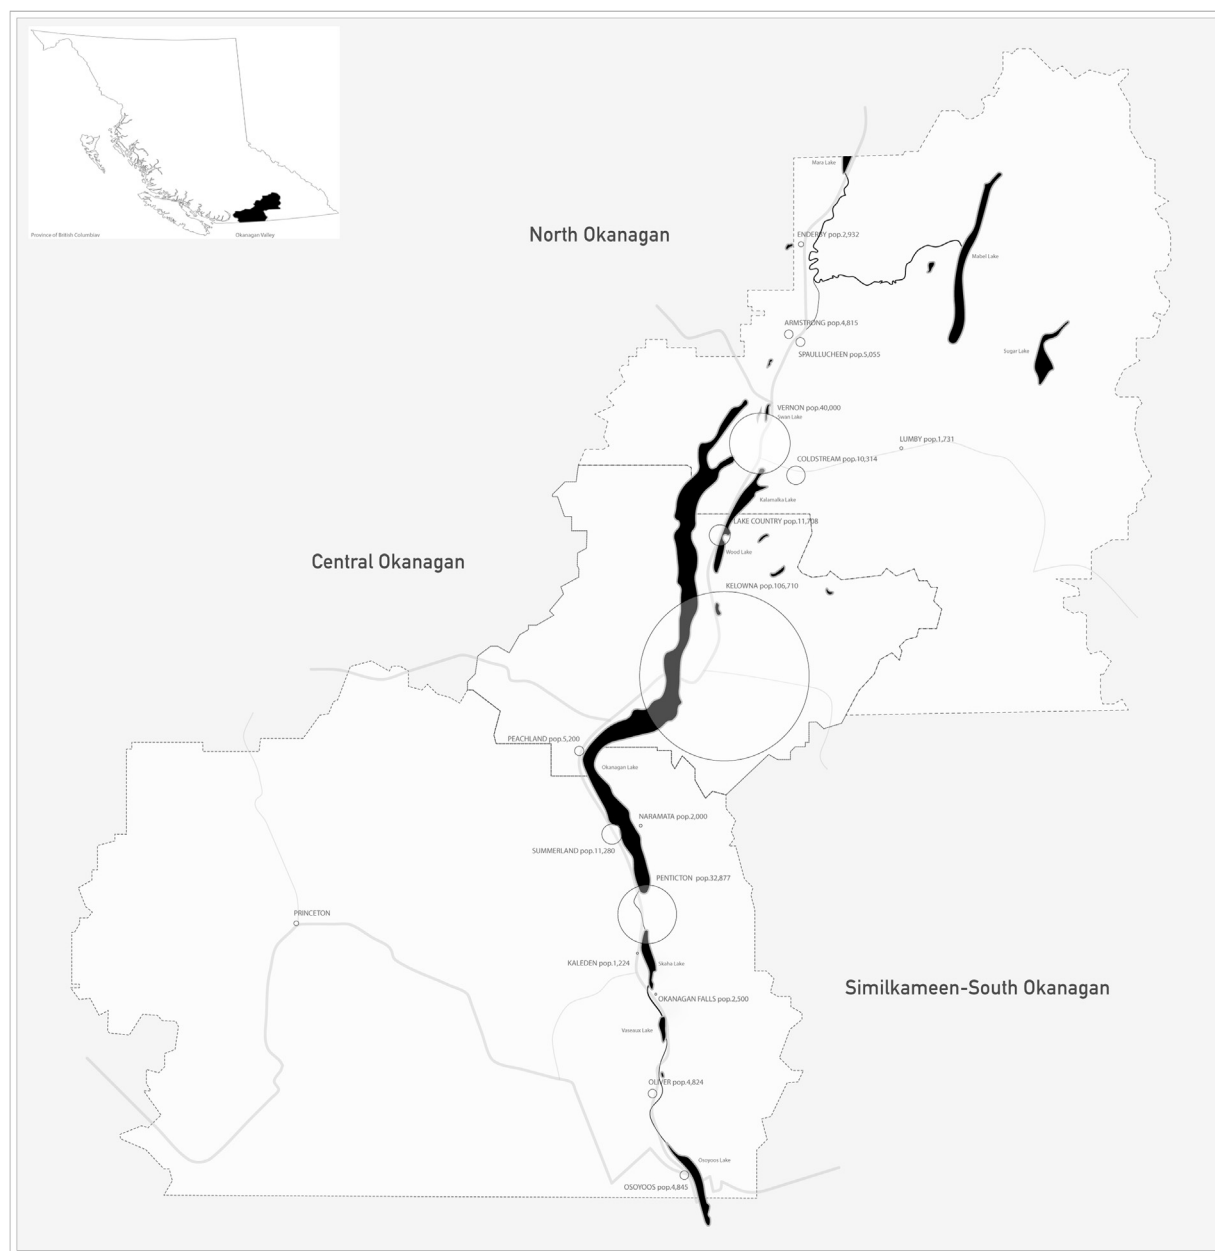 Province of British Columbias
Okanagan Valley
North Okanagan
Mara Lake
ENDERBY pop.2,932
Mabel Lake
ARMSTRONG pop.4,815
SPAULLUCHEEN pop.5,055
Sugar Lake
VERNON pop.40,000
Swan Lake
LUMBY pop.1,731
COLDSTREAM pop.10,314
Kalamalka Lake
LAKE COUNTRY pop.11,708
Wood Lake
Central Okanagan
KELOWNA pop.106,710
PEACHLAND pop.5,200
Okanagan Lake
NARAMATA pop.2,000
SUMMERLAND pop.11,280
PENTICTON pop.32,877
PRINCETON
KALEDEN pop.1,224
Skaha Lake
Similkameen-South Okanagan
OKANAGAN FALLS pop.2,500
Vaseaux Lake
OLIVER pop.4,824
Osoyoos Lake
OSOYOOS pop.4,845